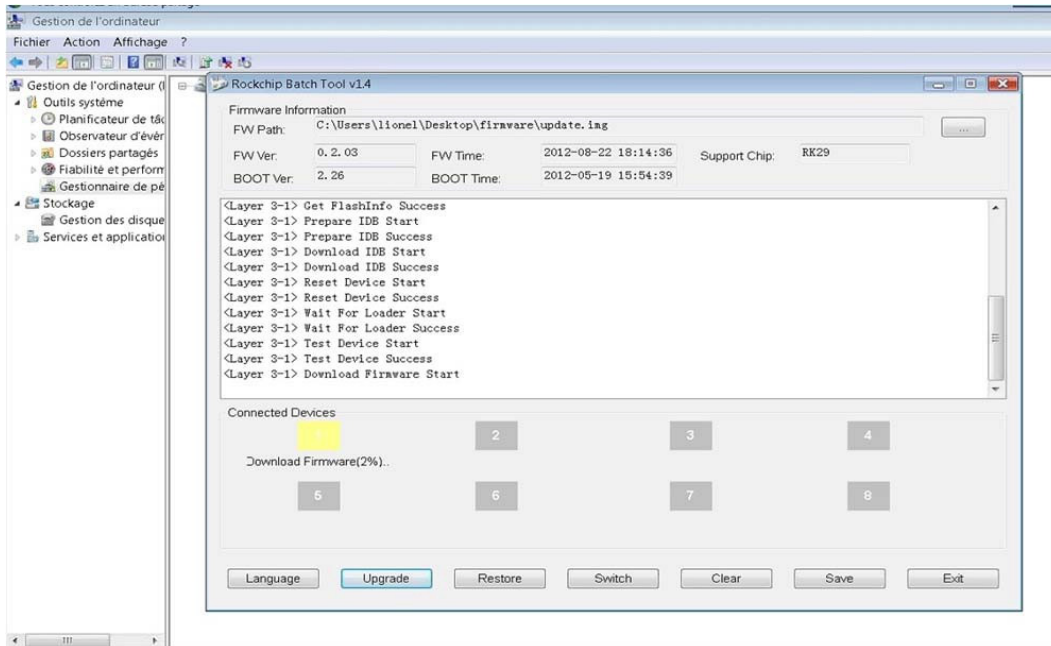 Gestion de l'ordinateur
Fichier Action Affichage ?
Gestion de l'ordinateur (l
Outils système
Planificateur de tâc
Observateur d'évér
Dossiers partagés
Fiabilité et perform
Gestionnaire de pé
Stockage
Gestion des disque
Services et application
Rockchip Batch Tool v1.4
Firmware Information
FW Path: C:\Users\lionel\Desktop\firmware\update.img ...
FW Ver: 0.2.03 FW Time: 2012-08-22 18:14:36 Support Chip: RK29
BOOT Ver: 2.26 BOOT Time: 2012-05-19 15:54:39
<Layer 3-1> Get FlashInfo Success
<Layer 3-1> Prepare IDB Start
<Layer 3-1> Prepare IDB Success
<Layer 3-1> Download IDB Start
<Layer 3-1> Download IDB Success
<Layer 3-1> Reset Device Start
<Layer 3-1> Reset Device Success
<Layer 3-1> Wait For Loader Start
<Layer 3-1> Wait For Loader Success
<Layer 3-1> Test Device Start
<Layer 3-1> Test Device Success
<Layer 3-1> Download Firmware Start
Connected Devices
1 2 3 4
Download Firmware(2%)..
5 6 7 8
Language Upgrade Restore Switch Clear Save Exit